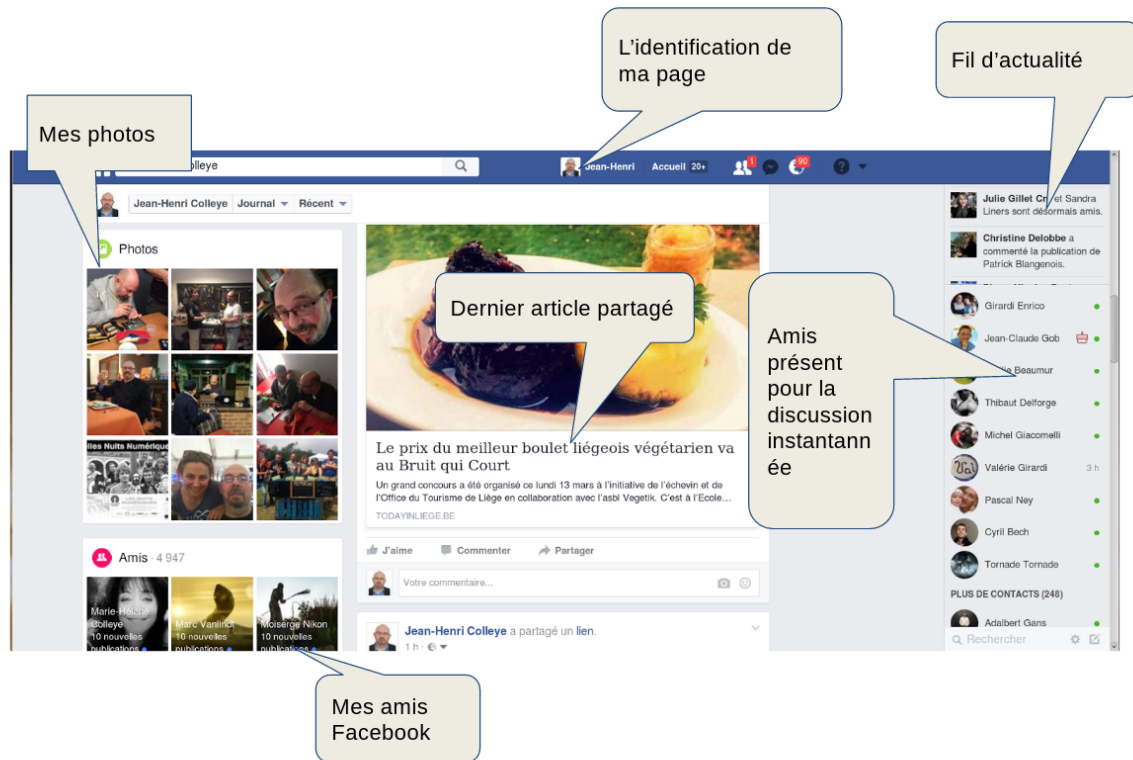 L'identification de
ma page
Fil d'actualité
Mes photos
olleye
Jean-Henri
Accueil 20+
1
90
Jean-Henri Colleye Journal Récent
Photos
lles Nuits Numérique
Amis · 4 947
Marie-Hélène
Colleye
10 nouvelles
publications
Marc Vanlindt
10 nouvelles
publications
Moiserge Nikon
10 nouvelles
publications
Mes amis
Facebook
Dernier article partagé
Le prix du meilleur boulet liégeois végétarien va
au Bruit qui Court
Un grand concours a été organisé ce lundi 13 mars à l'initiative de l'échevin et de
l'Office du Tourisme de Liège en collaboration avec l'asbl Vegetik. C'est à l'Ecole...
TODAYINLIEGE.BE
J'aime Commenter Partager
Votre commentaire...
Jean-Henri Colleye a partagé un lien.
1 h ·
Amis
présent
pour la
discussion
instantann
ée
Julie Gillet Cn et Sandra
Liners sont désormais amis.
Christine Delobbe a
commenté la publication de
Patrick Blangenois.
Girardi Enrico
Jean-Claude Gob
Beaumur
Thibaut Delforge
Michel Giacomelli
Valérie Girardi 3 h
Pascal Ney
Cyril Bech
Tornade Tornade
PLUS DE CONTACTS (248)
Adalbert Gans
Rechercher